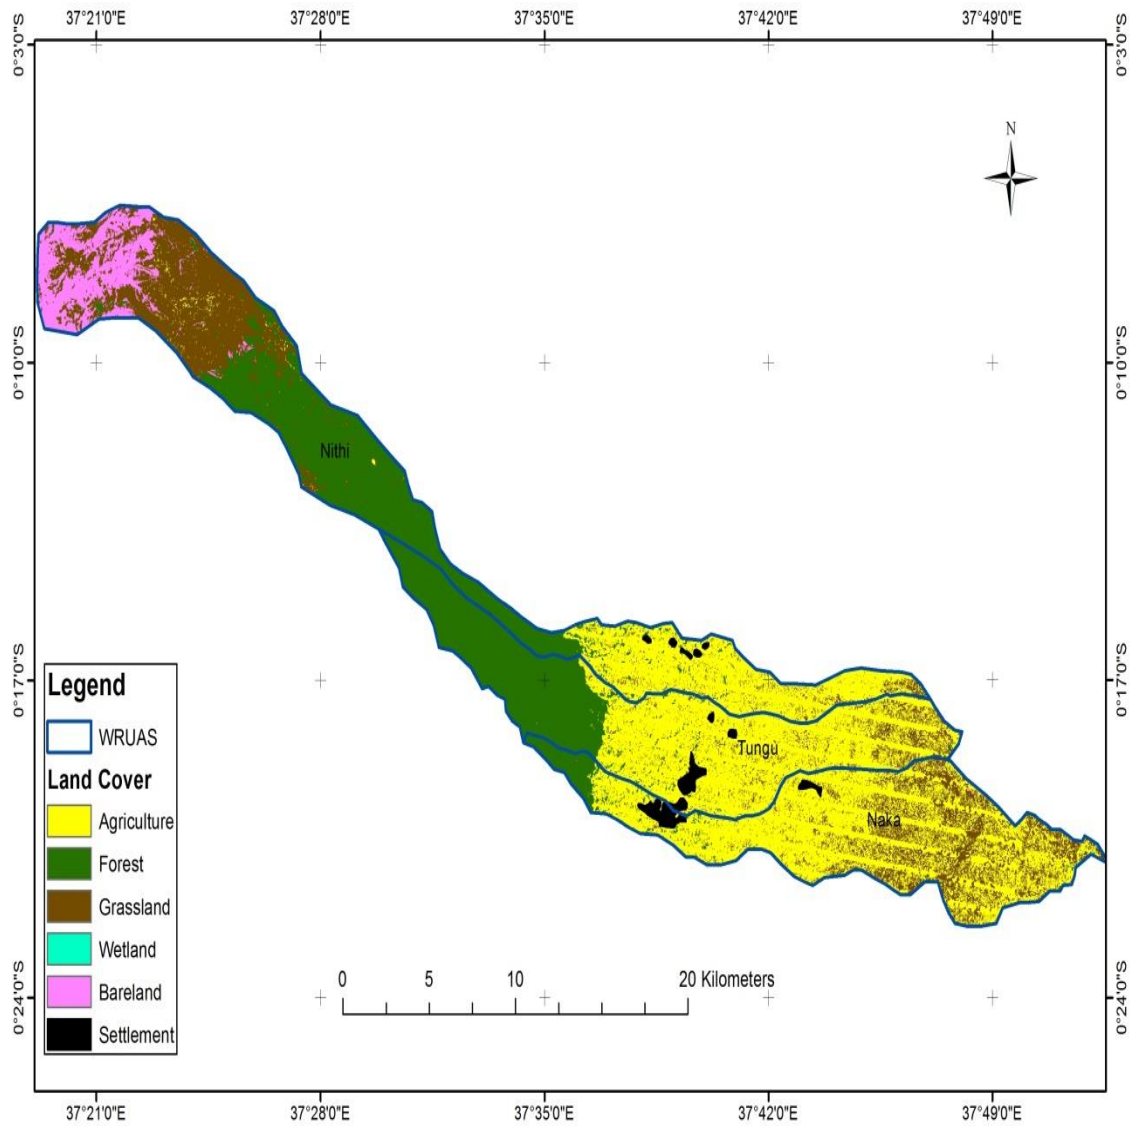 37°21'0"E 37°28'0"E 37°35'0"E 37°42'0"E 37°49'0"E
0°3'0"S 0°3'0"S
N
0°10'0"S 0°10'0"S
Nithi
0°17'0"S 0°17'0"S
Legend
WRUAS
Tungu
Land Cover
Agriculture
Naka
Forest
Grassland
Wetland
0 5 10 20 Kilometers
Bareland
0°24'0"S 0°24'0"S
Settlement
37°21'0"E 37°28'0"E 37°35'0"E 37°42'0"E 37°49'0"E